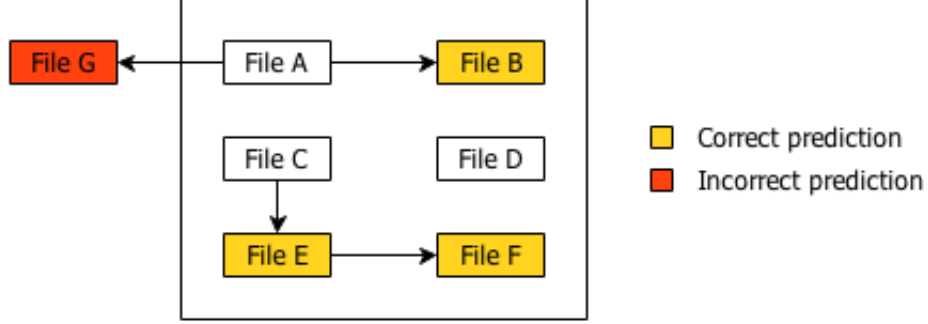 File G
File A
File B
File C
File D
File E
File F
Correct prediction
Incorrect prediction